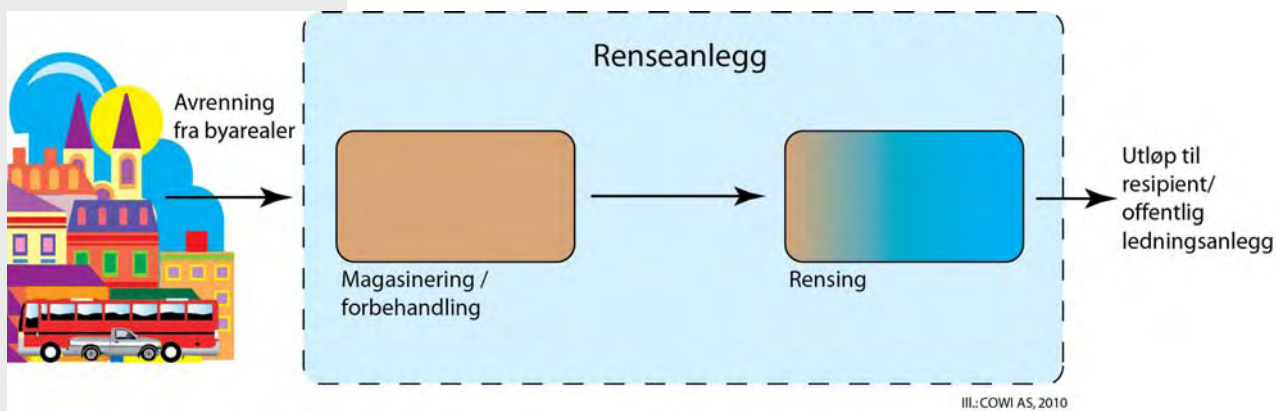 Renseanlegg
Avrenning
fra byarealer
Magasinering /
forbehandling
Rensing
Utløp til
resipient/
offentlig
ledningsanlegg
Ill.: COWI AS, 2010